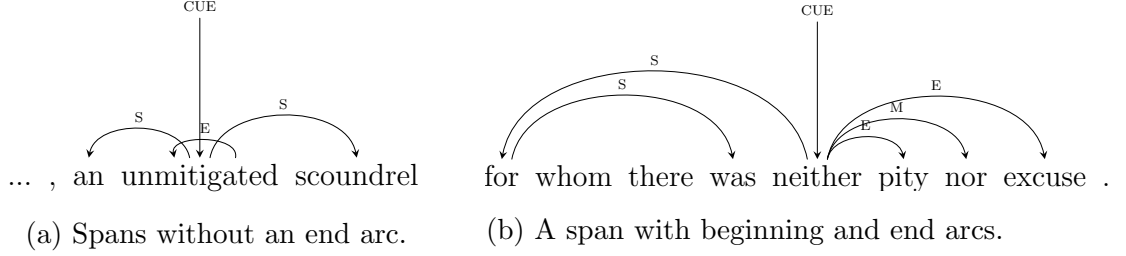 CUE CUE
S S E S S E M E
... , an unmitigated scoundrel for whom there was neither pity nor excuse .
(a) Spans without an end arc. (b) A span with beginning and end arcs.